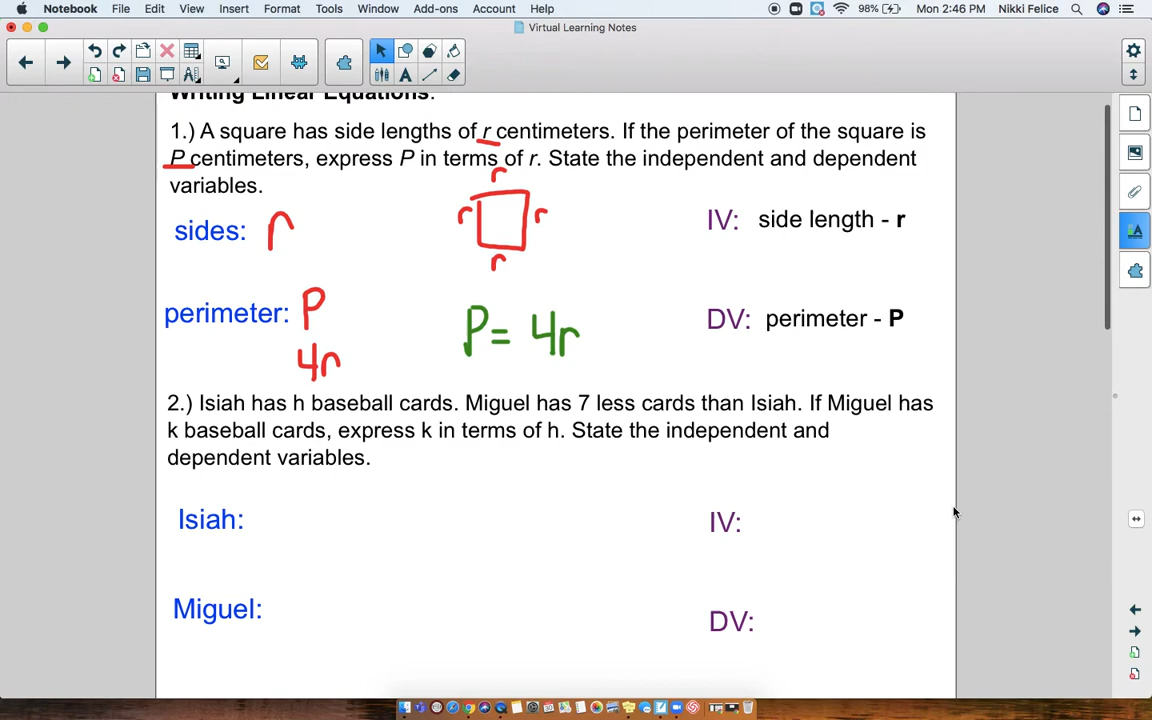 Notebook File Edit View Insert Format Tools Window Add-ons Account Help 98% Mon 2:46 PM Nikki Felice
Virtual Learning Notes
Writing Linear Equations:
1.) A square has side lengths of r centimeters. If the perimeter of the square is
P centimeters, express P in terms of r. State the independent and dependent
variables.
r
r r
r
sides: r
IV: side length - r
perimeter: P
4r
P = 4r
DV: perimeter - P
2.) Isiah has h baseball cards. Miguel has 7 less cards than Isiah. If Miguel has
k baseball cards, express k in terms of h. State the independent and
dependent variables.
Isiah:
IV:
Miguel:
DV: